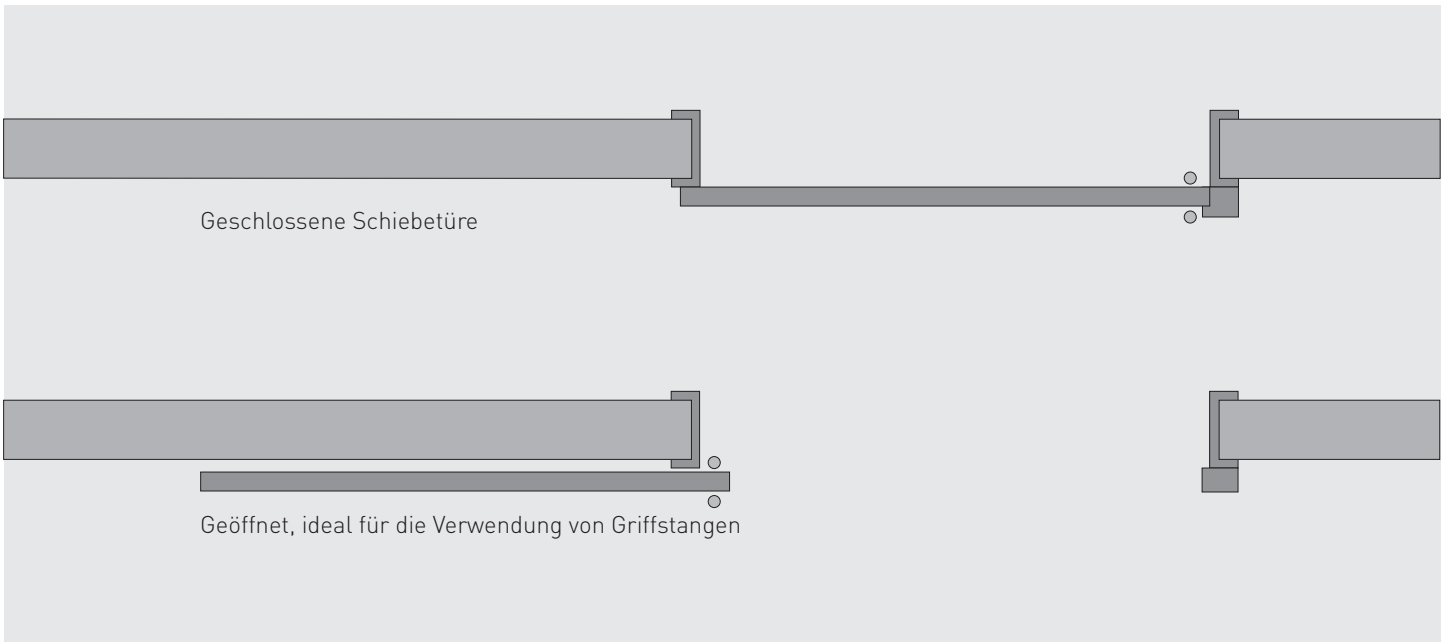 Geschlossene Schiebetüre
Geöffnet, ideal für die Verwendung von Griffstangen